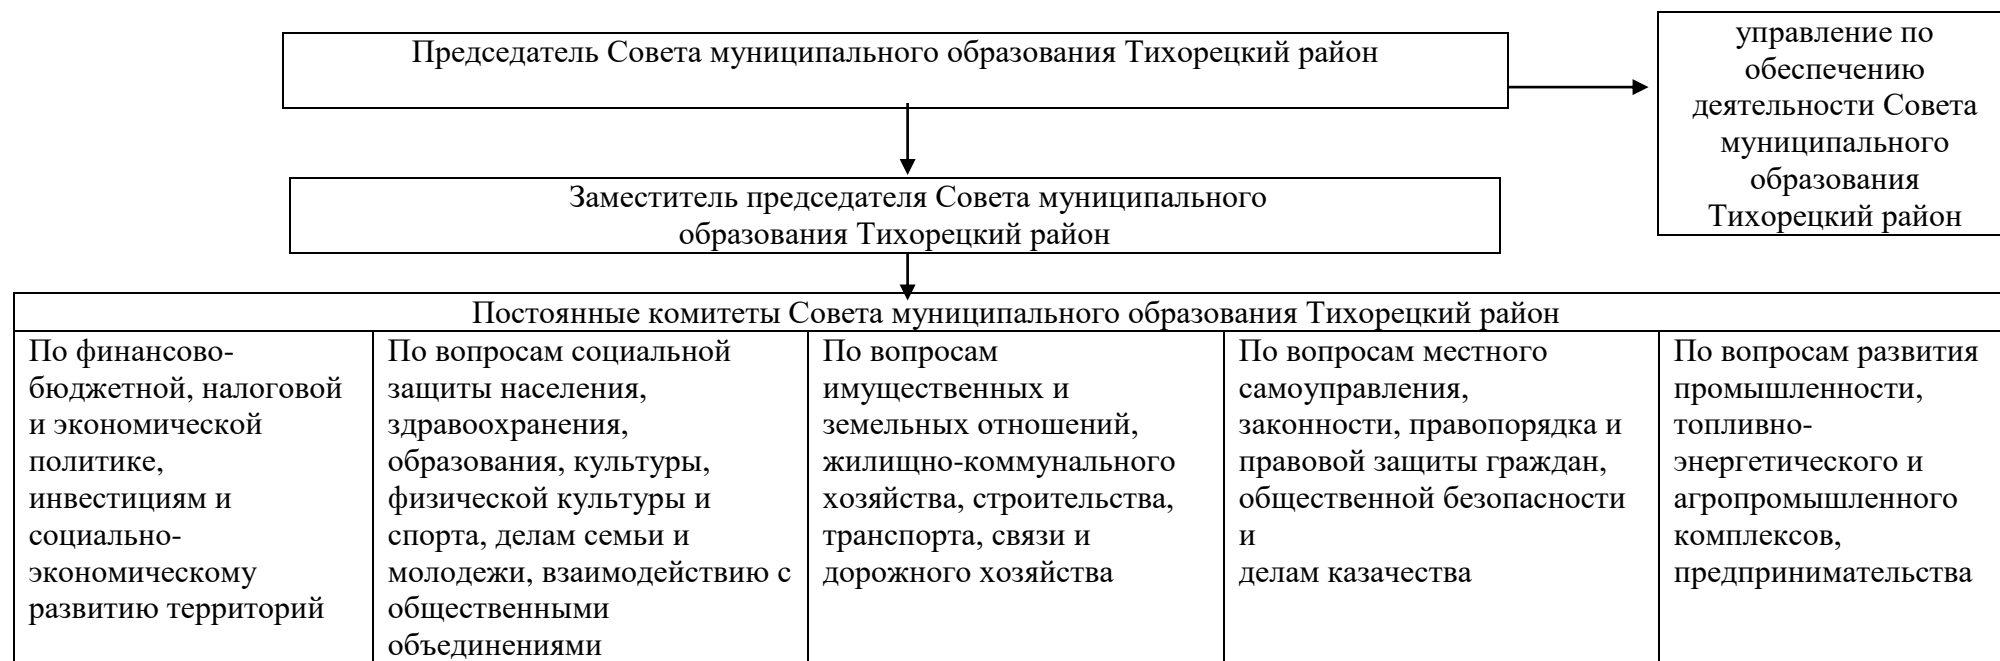 Председатель Совета муниципального образования Тихорецкий район
управление по
обеспечению
деятельности Совета
муниципального
образования
Тихорецкий район
Заместитель председателя Совета муниципального
образования Тихорецкий район
Постоянные комитеты Совета муниципального образования Тихорецкий район
По финансово-
бюджетной, налоговой
и экономической
политике,
инвестициям и
социально-
экономическому
развитию территорий
По вопросам социальной
защиты населения,
здравоохранения,
образования, культуры,
физической культуры и
спорта, делам семьи и
молодежи, взаимодействию с
общественными
объединениями
По вопросам
имущественных и
земельных отношений,
жилищно-коммунального
хозяйства, строительства,
транспорта, связи и
дорожного хозяйства
По вопросам местного
самоуправления,
законности, правопорядка и
правовой защиты граждан,
общественной безопасности
и
делам казачества
По вопросам развития
промышленности,
топливно-
энергетического и
агропромышленного
комплексов,
предпринимательства